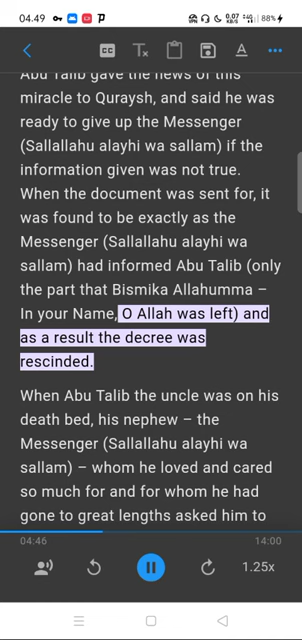 04.49
0.07
KB/S
88%
CC
Abu Talib gave the news of this
miracle to Quraysh, and said he was
ready to give up the Messenger
(Sallallahu alayhi wa sallam) if the
information given was not true.
When the document was sent for, it
was found to be exactly as the
Messenger (Sallallahu alayhi wa
sallam) had informed Abu Talib (only
the part that Bismika Allahumma –
In your Name, O Allah was left) and
as a result the decree was
rescinded.
When Abu Talib the uncle was on his
death bed, his nephew – the
Messenger (Sallallahu alayhi wa
sallam) – whom he loved and cared
so much for and for whom he had
gone to great lengths asked him to
04:46
14:00
1.25x